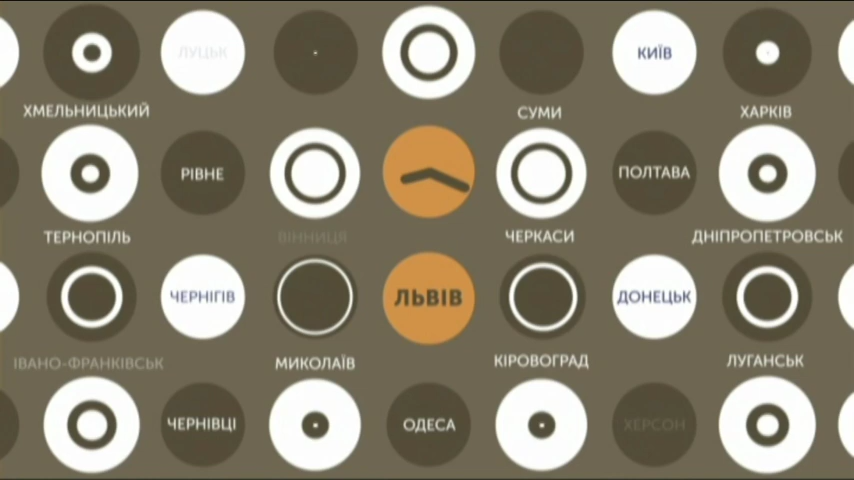 ЛУЦЬК
КИЇВ
ХМЕЛЬНИЦЬКИЙ
СУМИ
ХАРКІВ
РІВНЕ
ПОЛТАВА
ТЕРНОПІЛЬ
ВІННИЦЯ
ЧЕРКАСИ
ДНІПРОПЕТРОВСЬК
ЧЕРНІГІВ
ЛЬВІВ
ДОНЕЦЬК
ІВАНО-ФРАНКІВСЬК
МИКОЛАЇВ
КІРОВОГРАД
ЛУГАНСЬК
ЧЕРНІВЦІ
ОДЕСА
ХЕРСОН